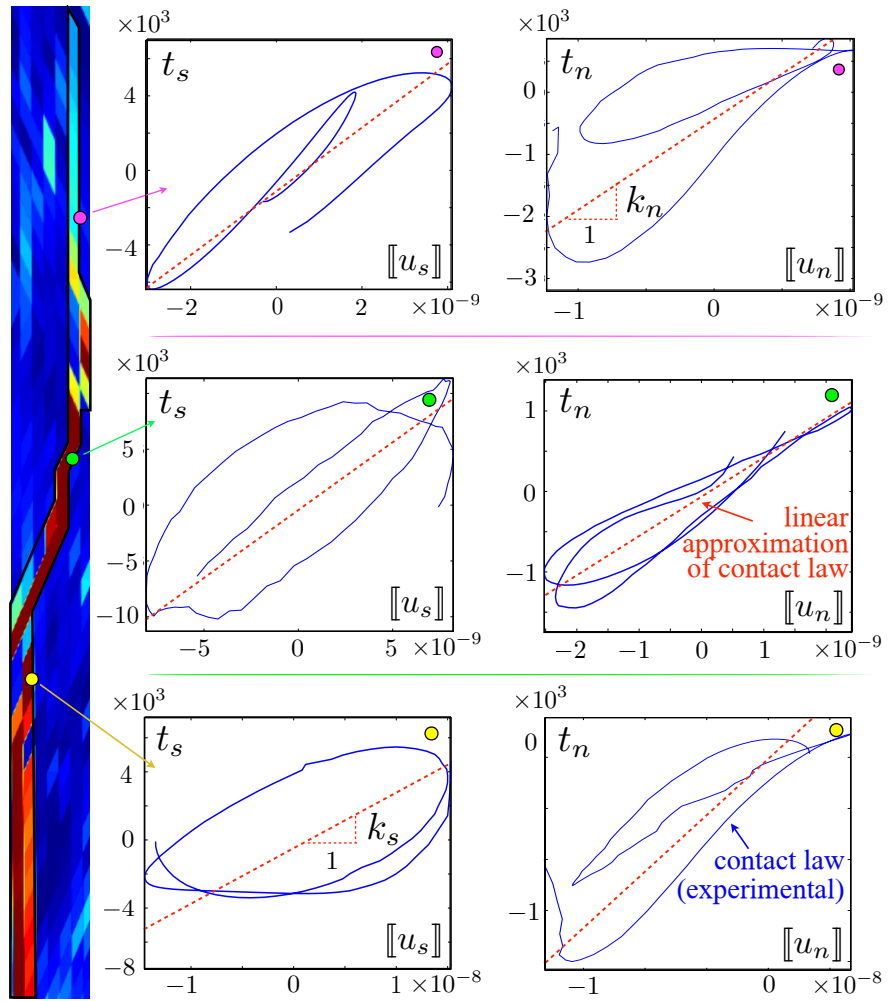 ×10³
t_s
4
0
−4
−2
0
2
×10⁻⁹
⟦u_s⟧
×10³
t_n
0
−1
−2
−3
k_n
1
−1
0
×10⁻⁹
⟦u_n⟧
×10³
t_s
5
0
−5
−10
−5
0
5
×10⁻⁹
⟦u_s⟧
×10³
t_n
1
0
−1
−2
−1
0
1
×10⁻⁹
⟦u_n⟧
linear
approximation
of contact law
×10³
t_s
4
0
−4
−8
k_s
1
−1
0
1
×10⁻⁸
⟦u_s⟧
×10³
t_n
0
−1
−1
0
×10⁻⁸
⟦u_n⟧
contact law
(experimental)